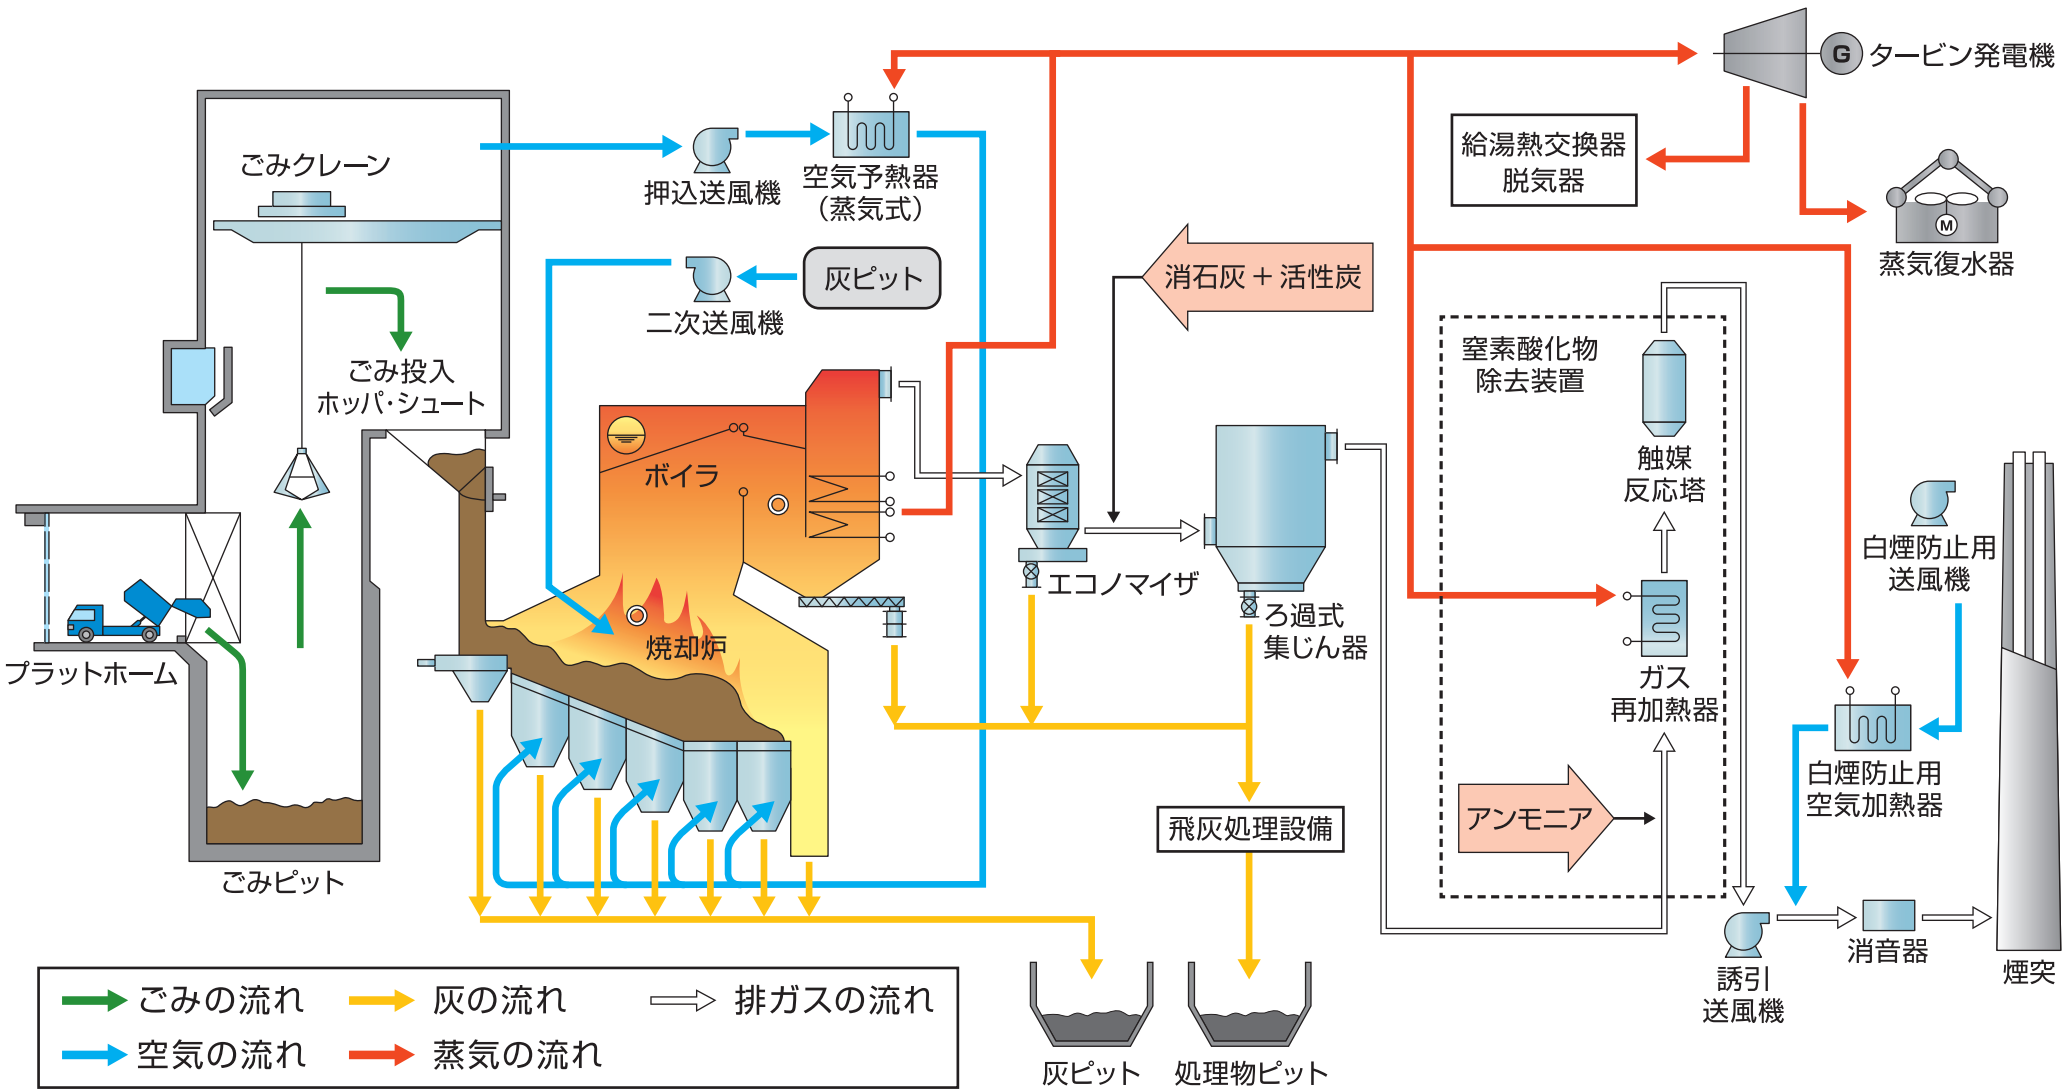 ごみクレーン
押込送風機
空気予熱器
（蒸気式）
G
タービン発電機
給湯熱交換器
脱気器
M
蒸気復水器
二次送風機
灰ピット
消石灰 + 活性炭
ごみ投入
ホッパ・シュート
ボイラ
焼却炉
エコノマイザ
ろ過式
集じん器
窒素酸化物
除去装置
触媒
反応塔
ガス
再加熱器
アンモニア
白煙防止用
送風機
白煙防止用
空気加熱器
プラットホーム
ごみピット
飛灰処理設備
誘引
送風機
消音器
煙突
灰ピット
処理物ピット
ごみの流れ
灰の流れ
排ガスの流れ
空気の流れ
蒸気の流れ